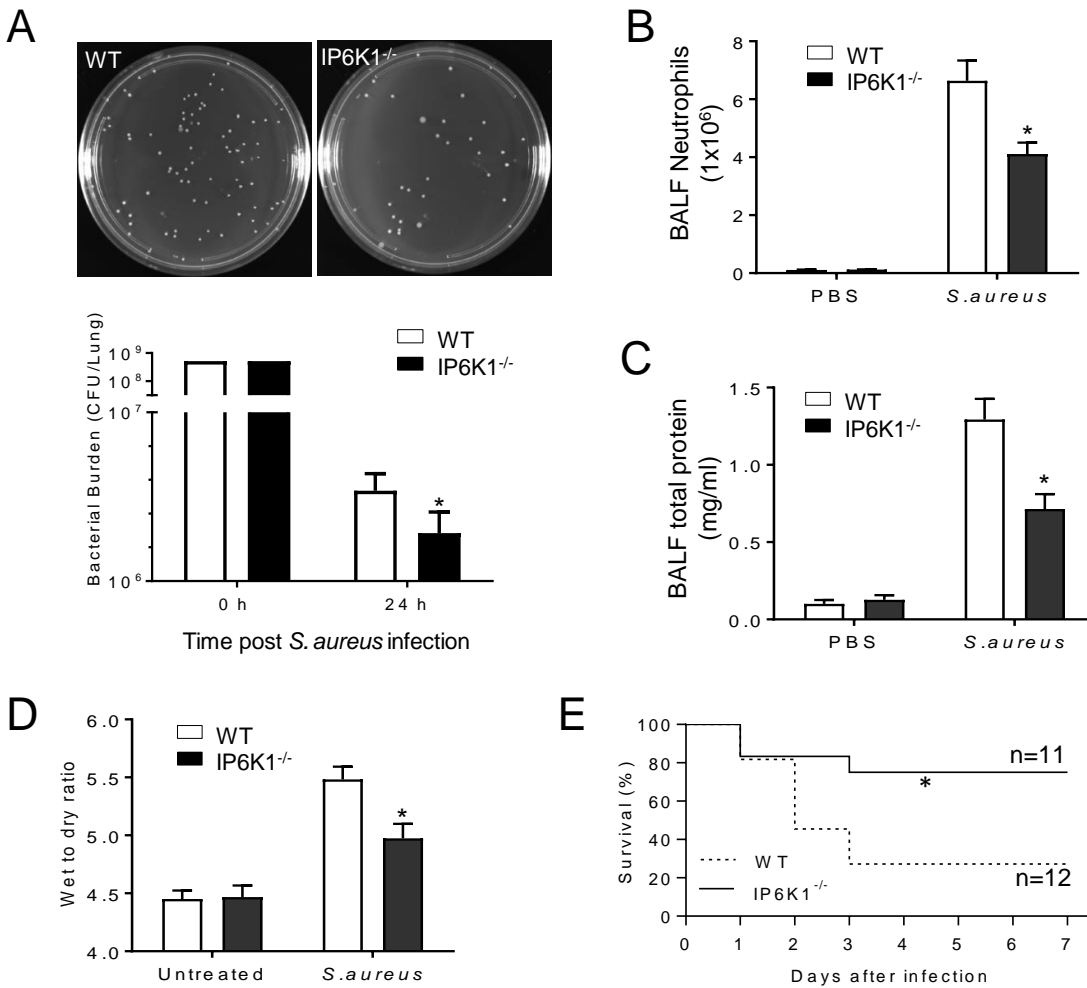 A
WT
IP6K1-/-
WT
IP6K1-/-
Bacterial Burden (CFU/Lung)
10⁹
10⁸
10⁷
10⁶
0 h
24 h
*
Time post S. aureus infection
B
WT
IP6K1-/-
BALF Neutrophils
(1x10⁶)
8
6
4
2
0
*
PBS
S.aureus
C
WT
IP6K1-/-
BALF total protein
(mg/ml)
1.5
1.0
0.5
0.0
*
PBS
S.aureus
D
WT
IP6K1-/-
Wet to dry ratio
6.0
5.5
5.0
4.5
4.0
*
Untreated
S.aureus
E
Survival (%)
100
80
60
40
20
0
n=11
*
WT
IP6K1-/-
n=12
0 1 2 3 4 5 6 7
Days after infection